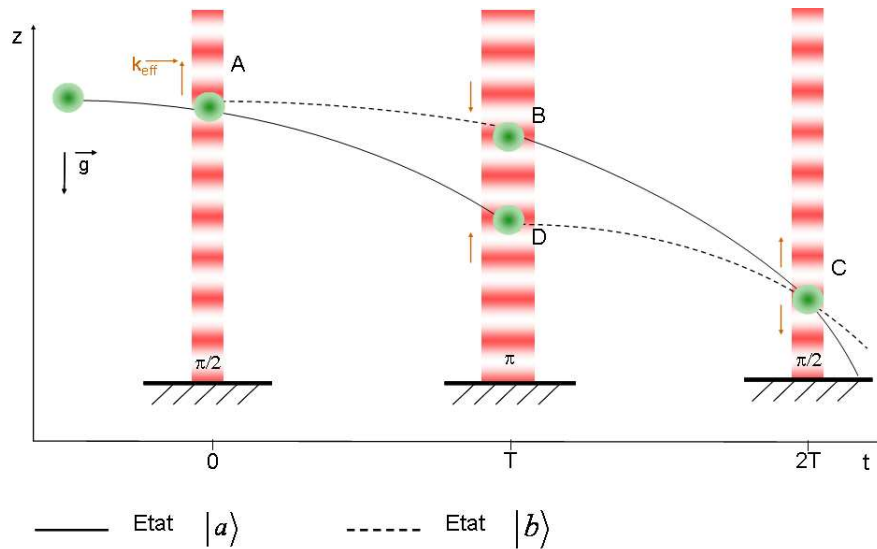 z
k_eff
A
B
g
D
C
π/2
π
π/2
0
T
2T
t
Etat |a⟩
Etat |b⟩